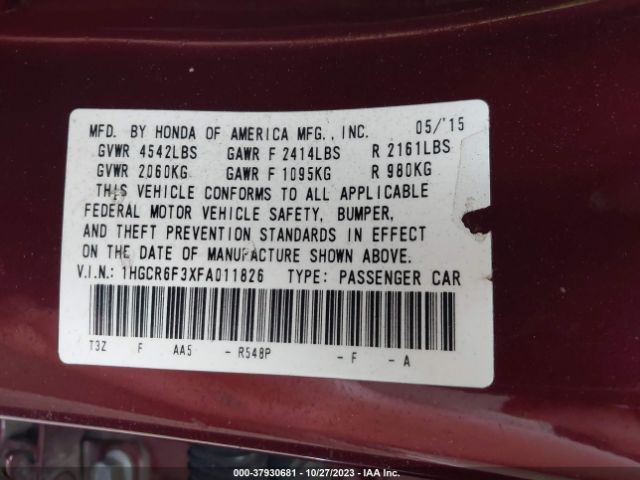 MFD. BY HONDA OF AMERICA MFG., INC. 05/'15
GVWR 4542LBS GAWR F 2414LBS R 2161LBS
GVWR 2060KG GAWR F 1095KG R 980KG
THIS VEHICLE CONFORMS TO ALL APPLICABLE
FEDERAL MOTOR VEHICLE SAFETY, BUMPER,
AND THEFT PREVENTION STANDARDS IN EFFECT
ON THE DATE OF MANUFACTURE SHOWN ABOVE.
V.I.N.: 1HGCR6F3XFA011826 TYPE: PASSENGER CAR
T3Z F AA5 - R548P - F - A
000-37930681 | 10/27/2023 | IAA Inc.